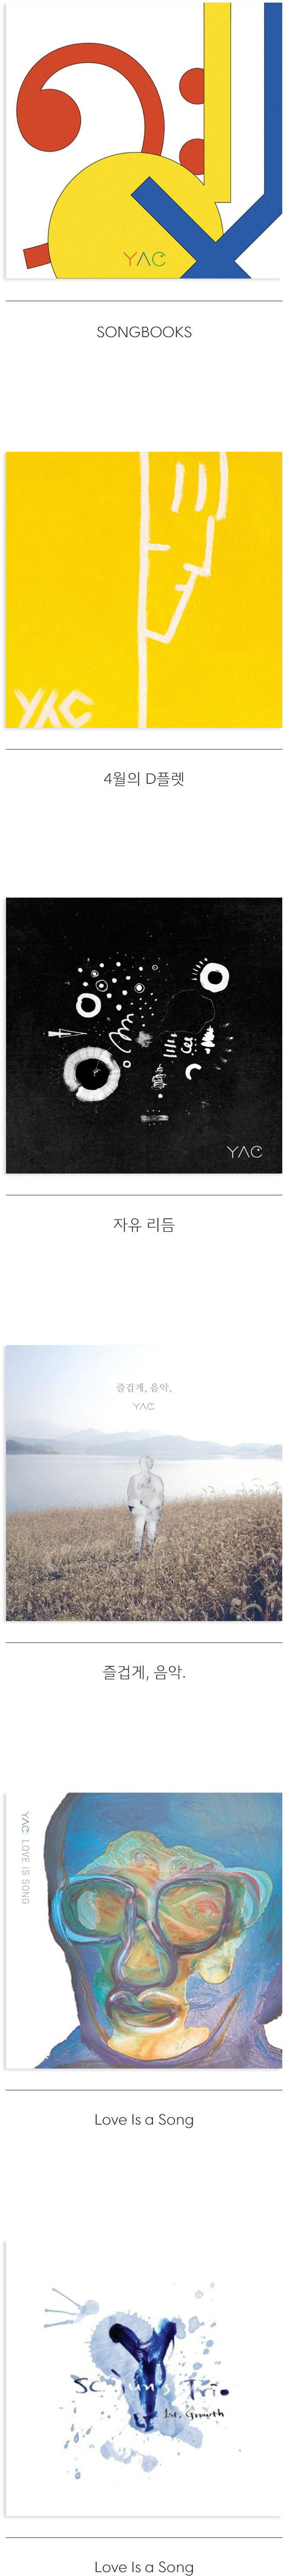 YAC
SONGBOOKS
YAC
4월의 D플렛
YAC
자유 리듬
즐겁게, 음악,
YAC
즐겁게, 음악.
YAC LOVE IS SONG
Love Is a Song
SC Yun's Trio
1st. Growth
Love Is a Song